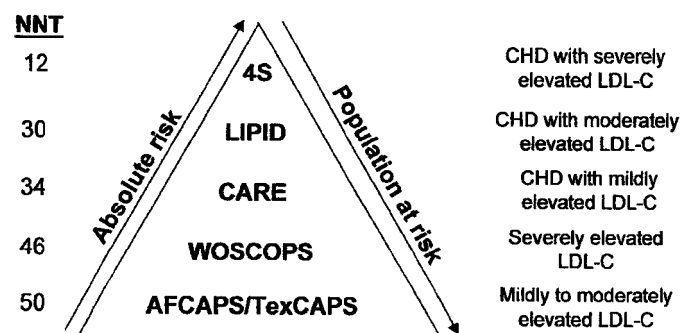 NNT
12
4S
CHD with severely
elevated LDL-C
30
LIPID
CHD with moderately
elevated LDL-C
34
CARE
CHD with mildly
elevated LDL-C
46
WOSCOPS
Severely elevated
LDL-C
50
AFCAPS/TexCAPS
Mildly to moderately
elevated LDL-C
Absolute risk
Population at risk